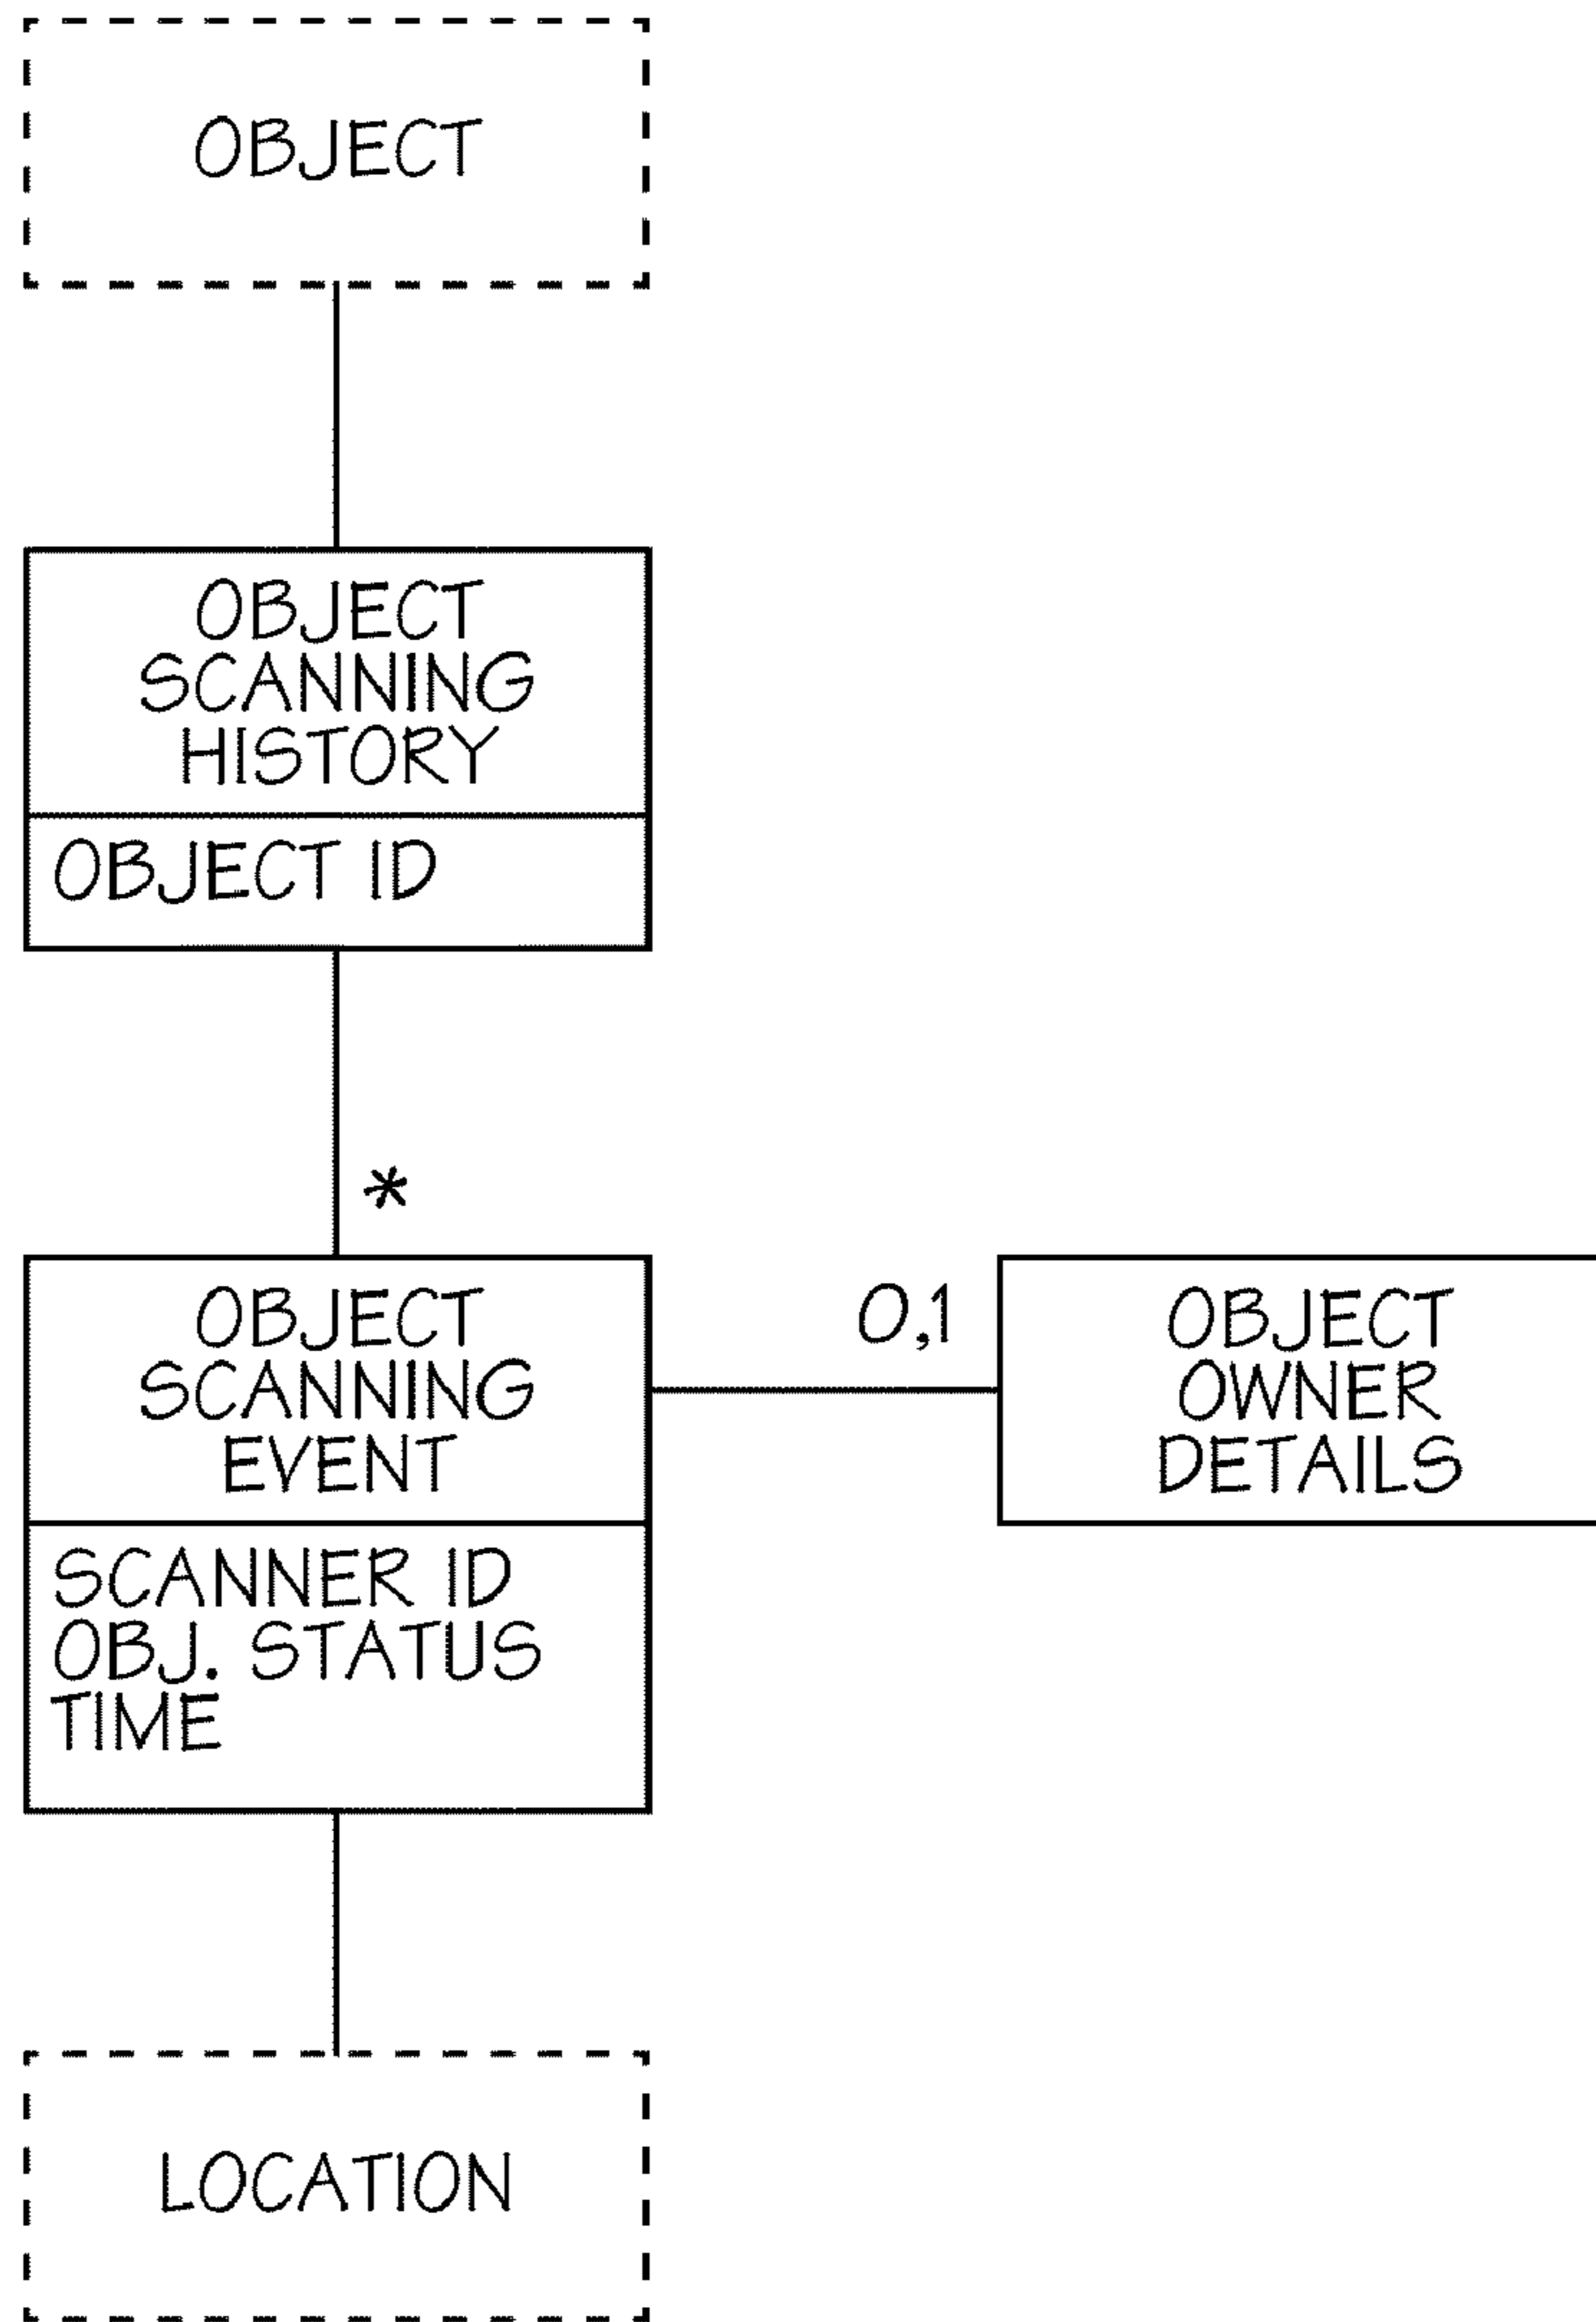 OBJECT
OBJECT
SCANNING
HISTORY
OBJECT ID
*
OBJECT
SCANNING
EVENT
0,1
OBJECT
OWNER
DETAILS
SCANNER ID
OBJ. STATUS
TIME
LOCATION